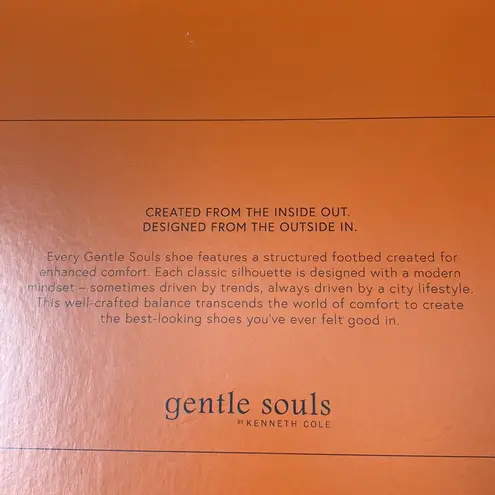 CREATED FROM THE INSIDE OUT.
DESIGNED FROM THE OUTSIDE IN.
Every Gentle Souls shoe features a structured footbed created for
enhanced comfort. Each classic silhouette is designed with a modern
mindset – sometimes driven by trends, always driven by a city lifestyle.
This well-crafted balance transcends the world of comfort to create
the best-looking shoes you've ever felt good in.
gentle souls
BY KENNETH COLE